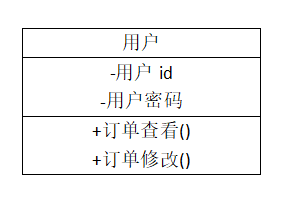 用户
-用户 id
-用户密码
+订单查看()
+订单修改()